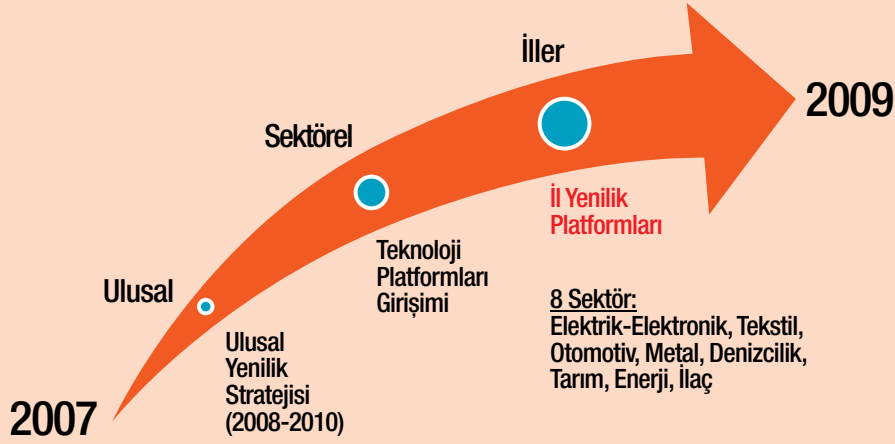 İller
2009
Sektörel
İl Yenilik
Platformları
Teknoloji
Platformları
Girişimi
Ulusal
8 Sektör:
Elektrik-Elektronik, Tekstil,
Otomotiv, Metal, Denizcilik,
Tarım, Enerji, İlaç
Ulusal
Yenilik
Stratejisi
(2008-2010)
2007